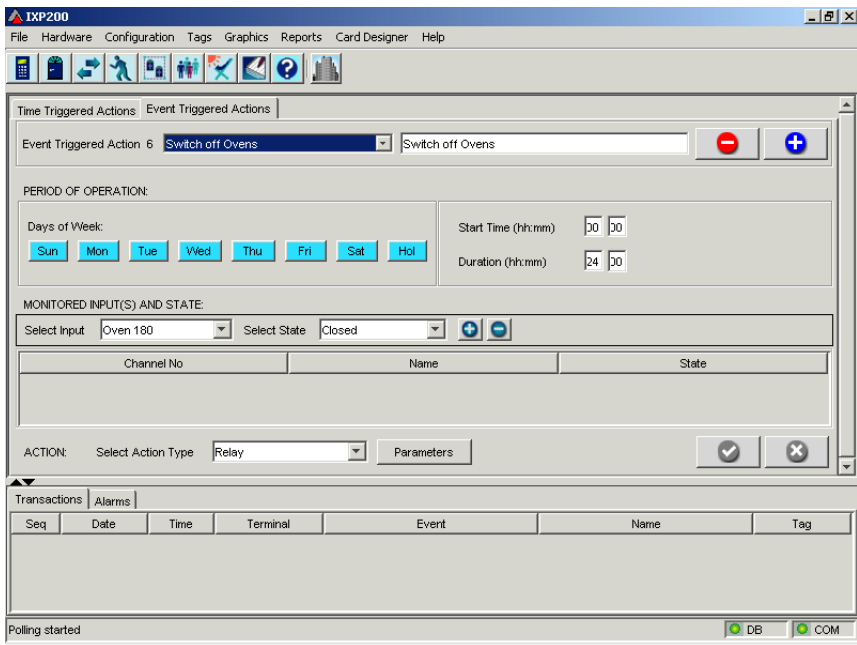 IXP200
File Hardware Configuration Tags Graphics Reports Card Designer Help
Time Triggered Actions Event Triggered Actions
Event Triggered Action 6 Switch off Ovens Switch off Ovens
PERIOD OF OPERATION:
Days of Week:
Sun Mon Tue Wed Thu Fri Sat Hol
Start Time (hh:mm) 00 00
Duration (hh:mm) 24 00
MONITORED INPUT(S) AND STATE:
Select Input Oven 180 Select State Closed
Channel No Name State
ACTION: Select Action Type Relay Parameters
Transactions Alarms
Seq Date Time Terminal Event Name Tag
Polling started DB COM